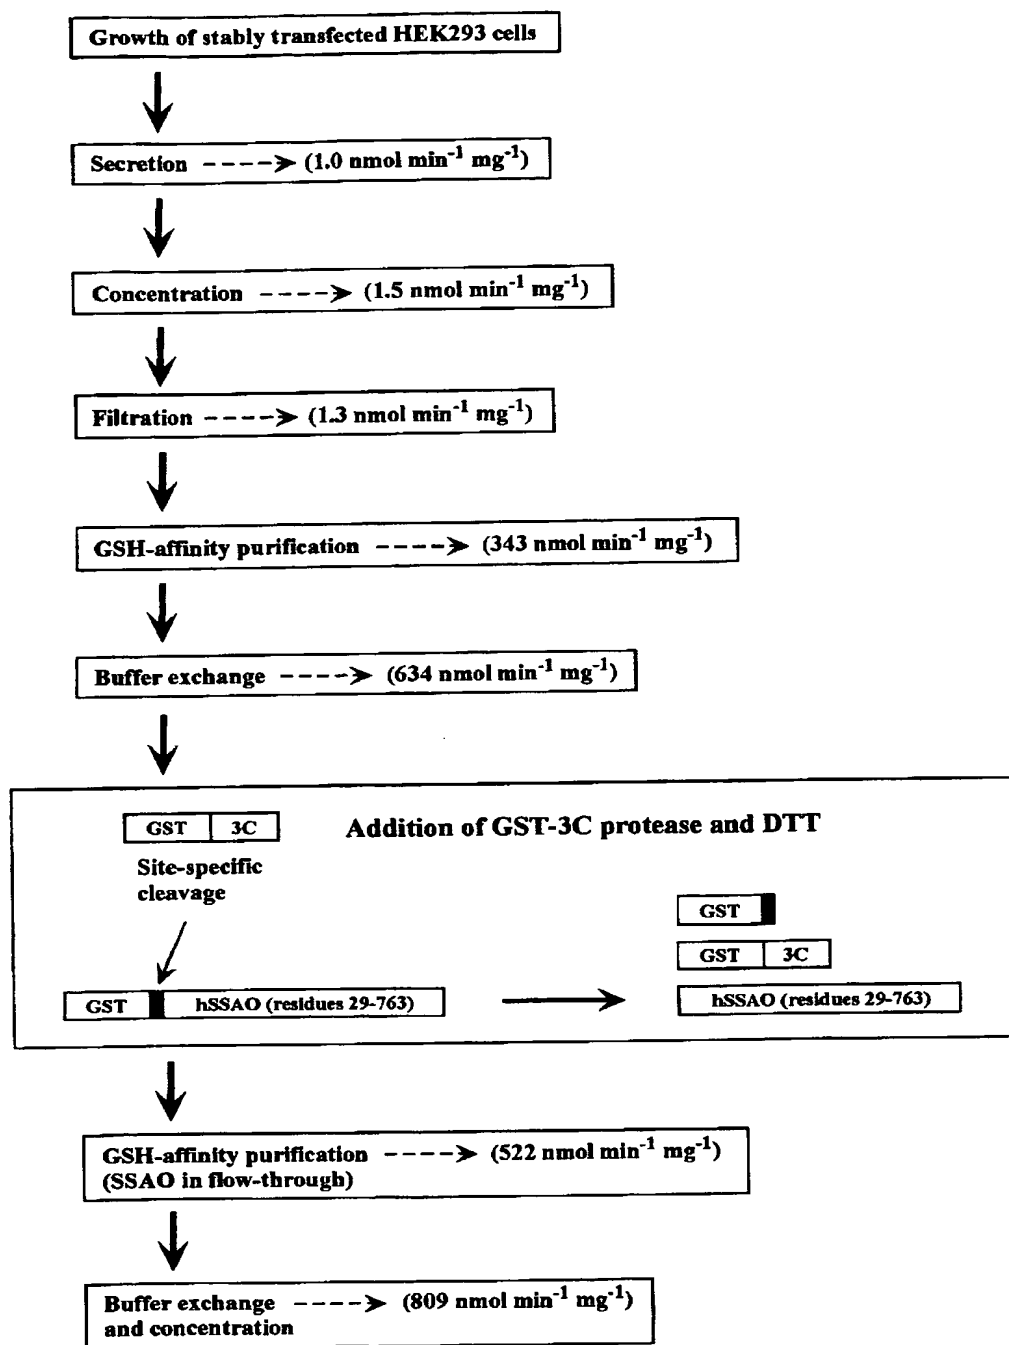 Growth of stably transfected HEK293 cells
Secretion ----> (1.0 nmol min⁻¹ mg⁻¹)
Concentration ----> (1.5 nmol min⁻¹ mg⁻¹)
Filtration ----> (1.3 nmol min⁻¹ mg⁻¹)
GSH-affinity purification ----> (343 nmol min⁻¹ mg⁻¹)
Buffer exchange ----> (634 nmol min⁻¹ mg⁻¹)
GST 3C
Addition of GST-3C protease and DTT
Site-specific
cleavage
GST hSSAO (residues 29-763)
GST
GST 3C
hSSAO (residues 29-763)
GSH-affinity purification ----> (522 nmol min⁻¹ mg⁻¹)
(SSAO in flow-through)
Buffer exchange ----> (809 nmol min⁻¹ mg⁻¹)
and concentration